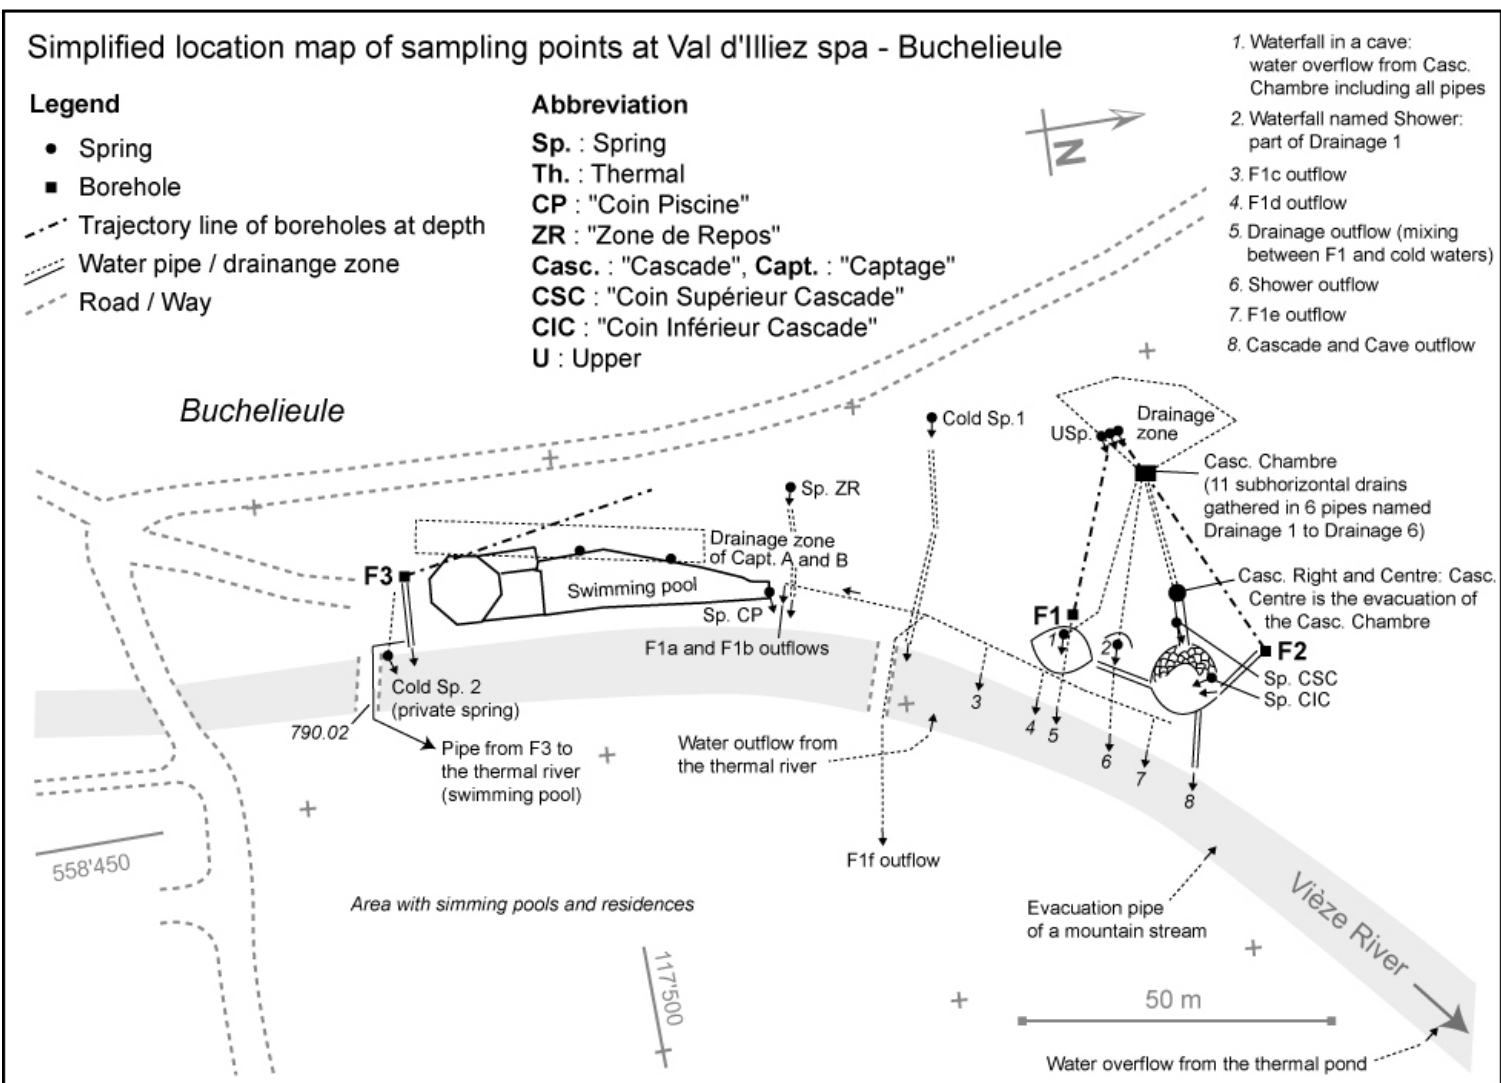 Simplified location map of sampling points at Val d'Illiez spa - Buchelieule
Legend
Spring
Borehole
Trajectory line of boreholes at depth
Water pipe / drainange zone
Road / Way
Abbreviation
Sp. : Spring
Th. : Thermal
CP : "Coin Piscine"
ZR : "Zone de Repos"
Casc. : "Cascade", Capt. : "Captage"
CSC : "Coin Supérieur Cascade"
CIC : "Coin Inférieur Cascade"
U : Upper
N
1. Waterfall in a cave:
water overflow from Casc.
Chambre including all pipes
2. Waterfall named Shower:
part of Drainage 1
3. F1c outflow
4. F1d outflow
5. Drainage outflow (mixing
between F1 and cold waters)
6. Shower outflow
7. F1e outflow
8. Cascade and Cave outflow
Buchelieule
Cold Sp.1
USp.
Drainage
zone
Casc. Chambre
(11 subhorizontal drains
gathered in 6 pipes named
Drainage 1 to Drainage 6)
Sp. ZR
Drainage zone
of Capt. A and B
F3
Swimming pool
Sp. CP
F1a and F1b outflows
Casc. Right and Centre: Casc.
Centre is the evacuation of
the Casc. Chambre
F1
1
2
F2
Sp. CSC
Sp. CIC
Cold Sp. 2
(private spring)
790.02
Pipe from F3 to
the thermal river
(swimming pool)
Water outflow from
the thermal river
3
4
5
6
7
8
F1f outflow
558'450
Area with simming pools and residences
Evacuation pipe
of a mountain stream
Vièze River
117'500
50 m
Water overflow from the thermal pond